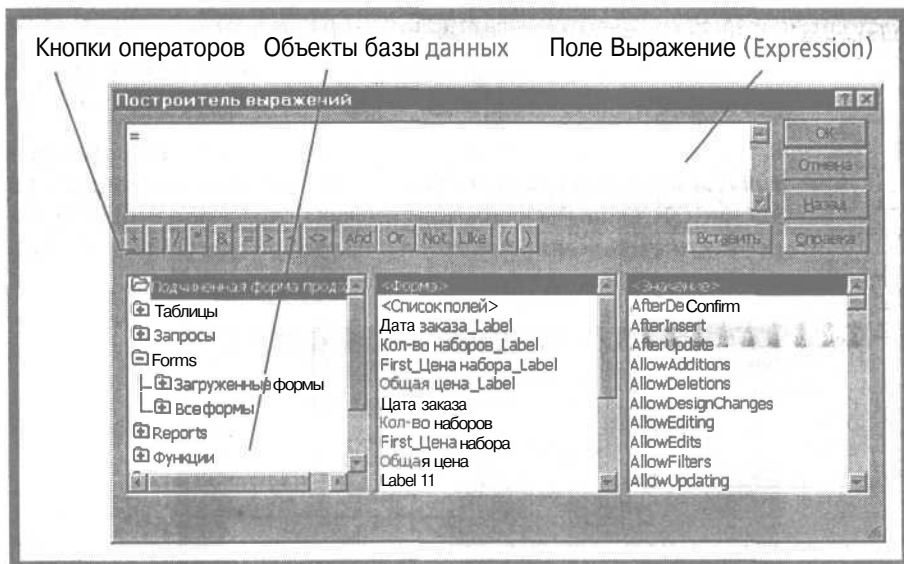 Кнопки операторов Объекты базы данных Поле Выражение (Expression)
Построитель выражений
=
OK
Отмена
Назад
+ - / * & = > < <> And Or Not Like ( )
Вставить
Справка
Подчиненная форма прода
Таблицы
Запросы
Forms
Загруженные формы
Все формы
Reports
Функции
<Форма>
<Список полей>
Дата заказа_Label
Кол-во наборов_Label
First_Цена набора_Label
Общая цена_Label
Цата заказа
Кол-во наборов
First_Цена набора
Общая цена
Label 11
<Значение>
AfterDe Confirm
AfterInsert
AfterUpdate
AllowAdditions
AllowDeletions
AllowDesignChanges
AllowEditing
AllowEdits
AllowFilters
AllowUpdating